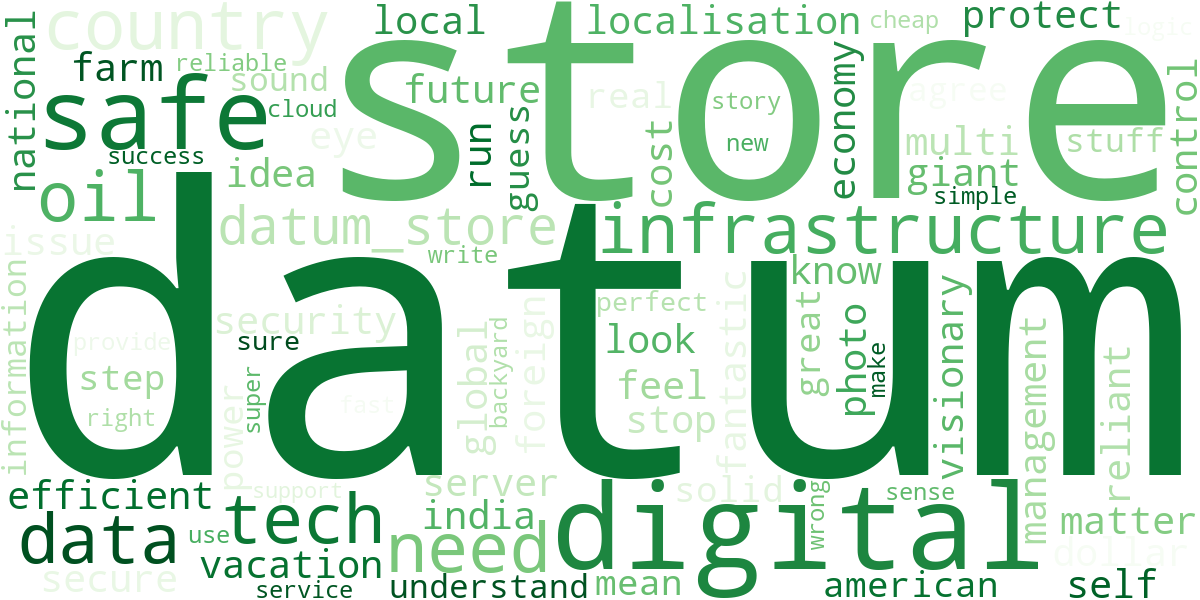 country
store
local
localisation
cheap
protect
logic
national
farm
reliable
sound
safe
cloud
future
real
story
economy
agree
control
eye
success
run
guess
cost
new
multi
stuff
oil
idea
giant
simple
datum_store
infrastructure
issue
write
know
datum
information
security
global
backyard
foreign
perfect
fantastic
great
photo
make
visionary
management
reliant
provide
sure
look
step
super
feel
right
fast
stop
power
efficient
support
server
solid
wrong
sense
data
use
tech
india
need
digital
matter
vacation
dollar
secure
service
understand
mean
american
self